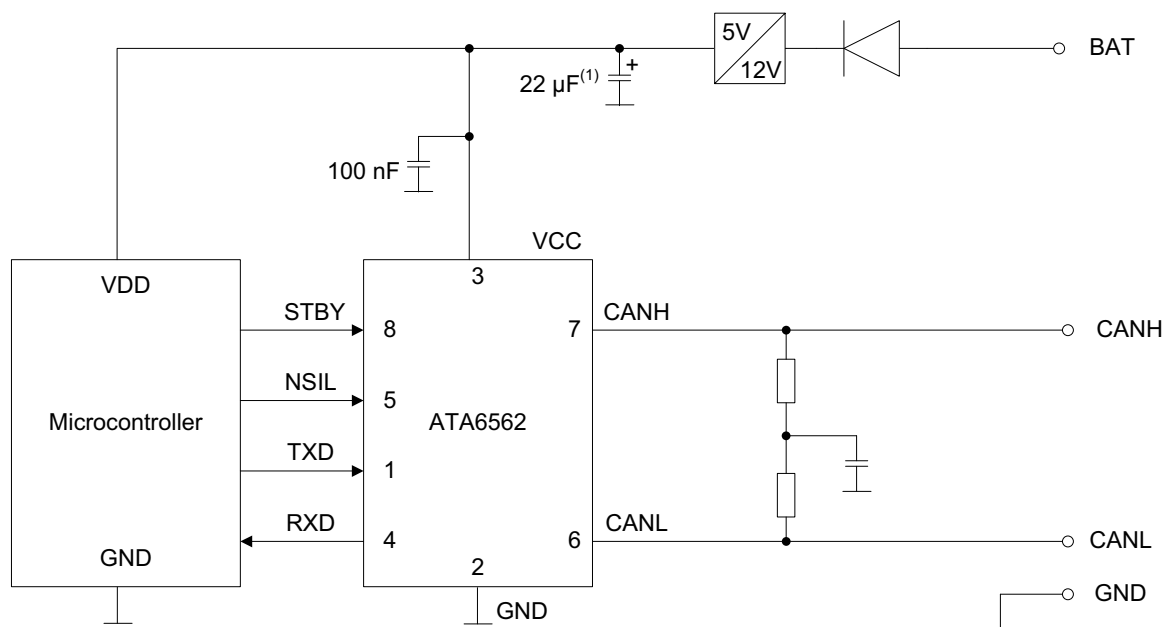 5V
12V
BAT
22 µF(1)
+
100 nF
VCC
VDD
3
STBY
8
7
CANH
CANH
NSIL
5
Microcontroller
ATA6562
TXD
1
RXD
4
6
CANL
CANL
GND
2
GND
GND